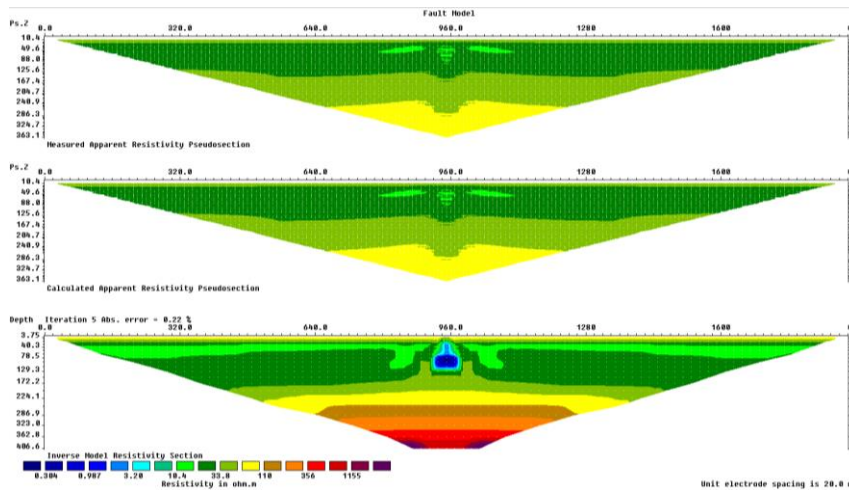 Fault Model
Ps.Z 0.0 320.0 640.0 960.0 1280 1600
10.4
49.6
88.0
125.6
167.4
204.7
240.9
286.3
324.7
363.1
Measured Apparent Resistivity Pseudosection
Ps.Z 0.0 320.0 640.0 960.0 1280 1600
10.4
49.6
88.0
125.6
167.4
204.7
240.9
286.3
324.7
363.1
Calculated Apparent Resistivity Pseudosection
Depth Iteration 5 Abs. error = 0.22 %
0.0 320.0 640.0 960.0 1280 1600
3.75
40.3
78.5
129.3
172.2
224.1
286.9
323.0
362.8
406.6
Inverse Model Resistivity Section
0.304 0.987 3.20 10.4 33.8 110 356 1155
Resistivity in ohm.m
Unit electrode spacing is 20.0